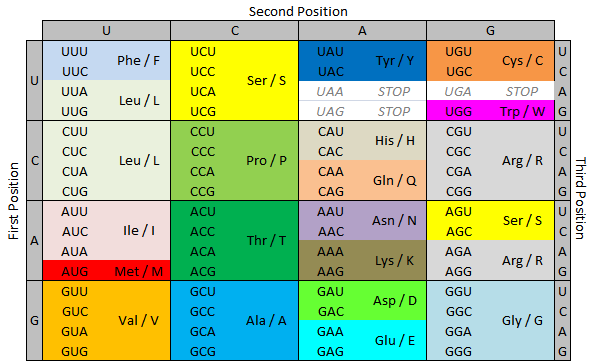 Second Position
U C A G
First Position
Third Position
U
UUU UCU UAU UGU U
Phe / F Tyr / Y Cys / C
UUC UCC UAC UGC C
Ser / S
UUA UCA UAA STOP UGA STOP A
Leu / L
UUG UCG UAG STOP UGG Trp / W G
C
CUU CCU CAU CGU U
His / H
CUC CCC CAC CGC C
Leu / L Pro / P Arg / R
CUA CCA CAA CGA A
Gln / Q
CUG CCG CAG CGG G
A
AUU ACU AAU AGU U
Asn / N Ser / S
AUC Ile / I ACC AAC AGC C
Thr / T
AUA ACA AAA AGA A
Lys / K Arg / R
AUG Met / M ACG AAG AGG G
G
GUU GCU GAU GGU U
Asp / D
GUC GCC GAC GGC C
Val / V Ala / A Gly / G
GUA GCA GAA GGA A
Glu / E
GUG GCG GAG GGG G